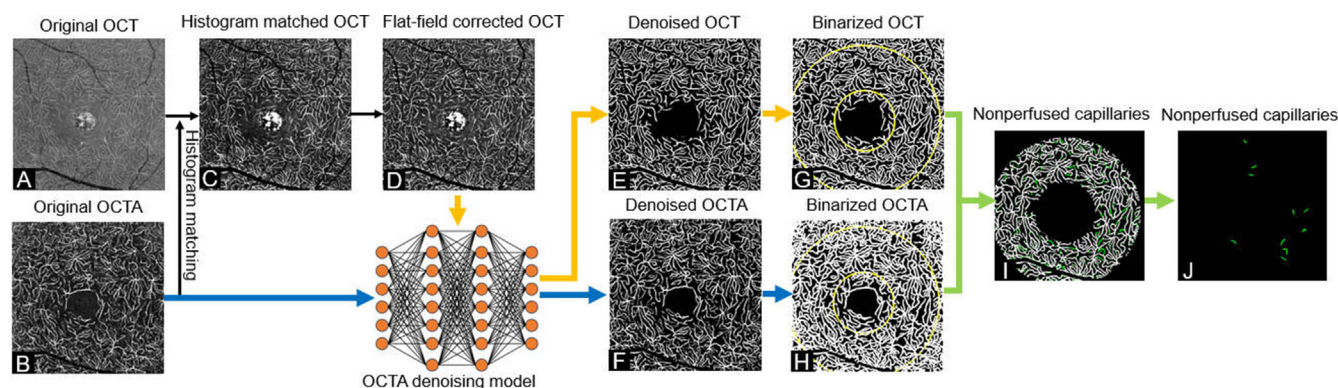 Original OCT
Histogram matched OCT
Flat-field corrected OCT
Denoised OCT
Binarized OCT
A
C
D
E
G
Histogram matching
Nonperfused capillaries
Nonperfused capillaries
I
J
Original OCTA
Denoised OCTA
Binarized OCTA
B
F
H
OCTA denoising model